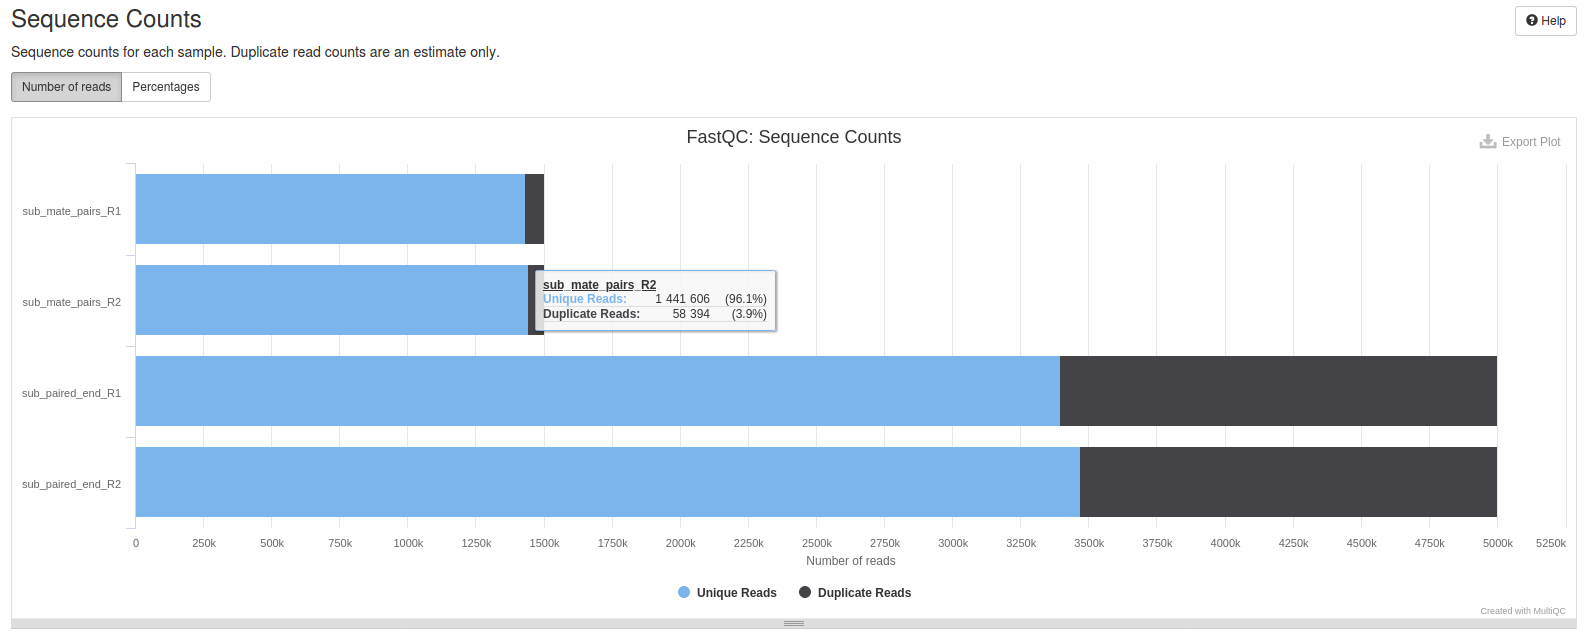 Sequence Counts
Help
Sequence counts for each sample. Duplicate read counts are an estimate only.
Number of reads
Percentages
FastQC: Sequence Counts
Export Plot
sub_mate_pairs_R1
sub_mate_pairs_R2
sub_mate_pairs_R2
Unique Reads: 1 441 606 (96.1%)
Duplicate Reads: 58 394 (3.9%)
sub_paired_end_R1
sub_paired_end_R2
0 250k 500k 750k 1000k 1250k 1500k 1750k 2000k 2250k 2500k 2750k 3000k 3250k 3500k 3750k 4000k 4250k 4500k 4750k 5000k 5250k
Number of reads
Unique Reads Duplicate Reads
Created with MultiQC